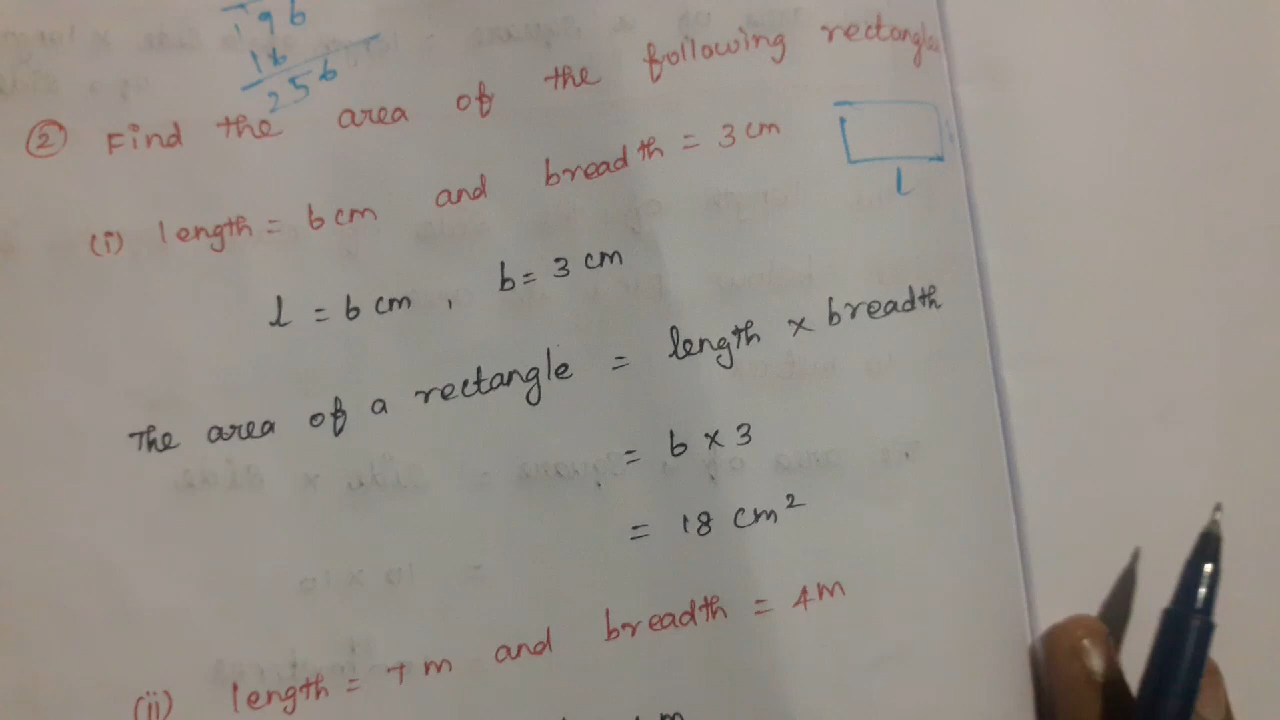 196
16
256
② Find the area of the following rectangles
(i) length = 6 cm and breadth = 3 cm
l
l = 6 cm , b = 3 cm
The area of a rectangle = length × breadth
= 6 × 3
= 18 cm²
(ii) length = 7 m and breadth = 4 m